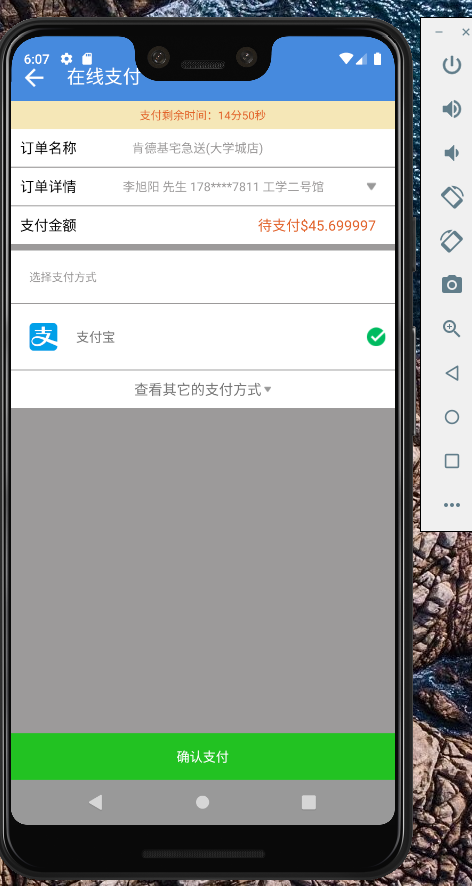 6:07
在线支付
支付剩余时间：14分50秒
订单名称 肯德基宅急送(大学城店)
订单详情 李旭阳 先生 178****7811 工学二号馆
支付金额 待支付$45.699997
选择支付方式
支 支付宝
查看其它的支付方式
确认支付